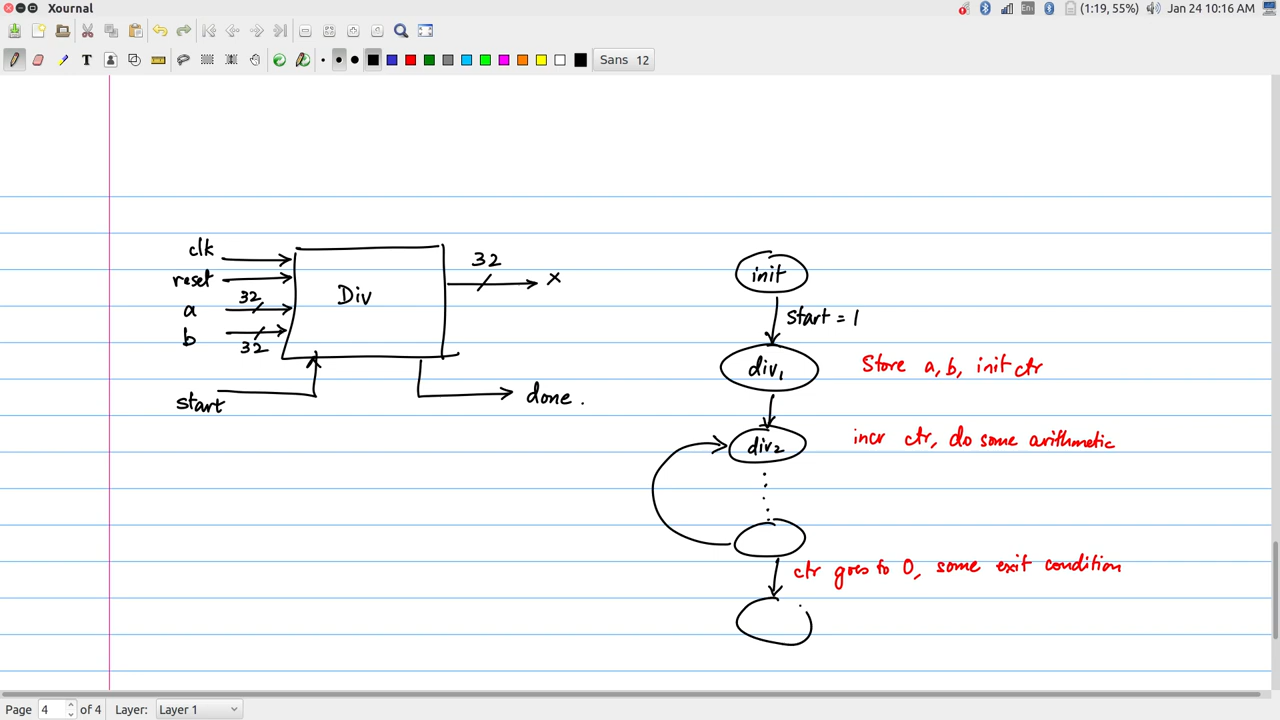 Xournal
En
(1:19, 55%)
Jan 24 10:16 AM
T
Sans 12
clk
reset
32
a
b
32
Div
32
x
start
done.
init
Start = 1
div1
Store a, b, init ctr
div2
incr ctr, do some arithmetic
ctr goes to 0, some exit condition
Page 4 of 4 Layer: Layer 1